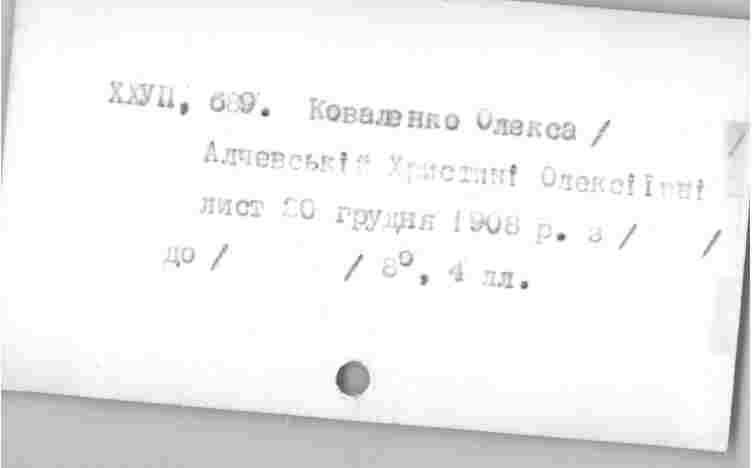 ХХУП, 689. Коваленко Олекса / /
Алчевській Христині Олексіївні
лист 20 грудня 1908 р. з / /
до / / 8°, 4 лл.